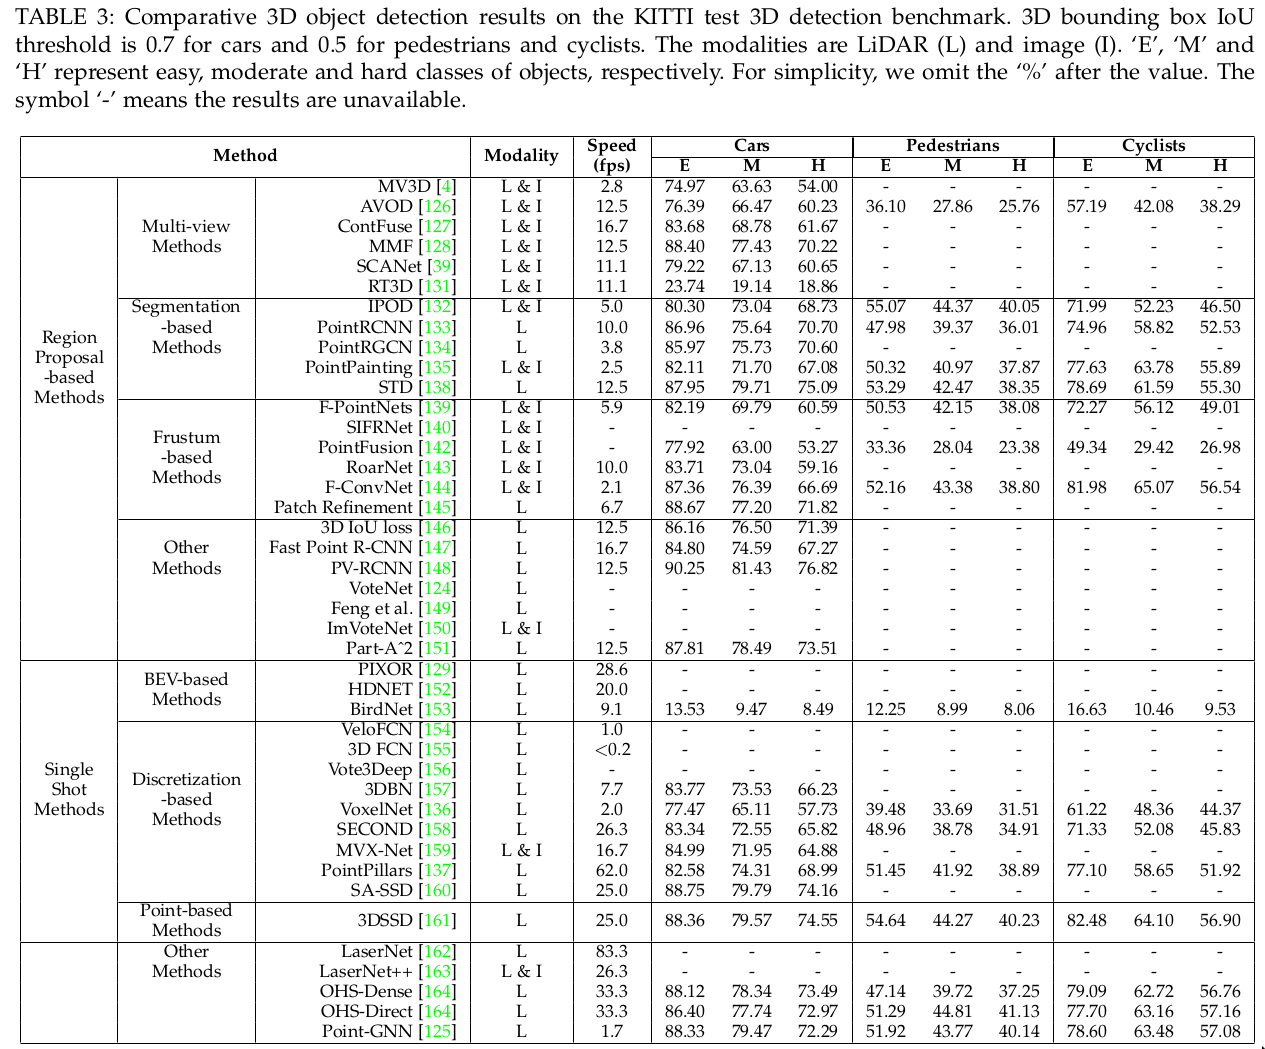 TABLE 3: Comparative 3D object detection results on the KITTI test 3D detection benchmark. 3D bounding box IoU
threshold is 0.7 for cars and 0.5 for pedestrians and cyclists. The modalities are LiDAR (L) and image (I). ‘E’, ‘M’ and
‘H’ represent easy, moderate and hard classes of objects, respectively. For simplicity, we omit the ‘%’ after the value. The
symbol ‘-’ means the results are unavailable.
Method Modality Speed (fps) Cars Pedestrians Cyclists
E M H E M H E M H
Region Proposal -based Methods
Multi-view Methods
MV3D [4] L & I 2.8 74.97 63.63 54.00 - - - - - -
AVOD [126] L & I 12.5 76.39 66.47 60.23 36.10 27.86 25.76 57.19 42.08 38.29
ContFuse [127] L & I 16.7 83.68 68.78 61.67 - - - - - -
MMF [128] L & I 12.5 88.40 77.43 70.22 - - - - - -
SCANet [39] L & I 11.1 79.22 67.13 60.65 - - - - - -
RT3D [131] L & I 11.1 23.74 19.14 18.86 - - - - - -
Segmentation -based Methods
IPOD [132] L & I 5.0 80.30 73.04 68.73 55.07 44.37 40.05 71.99 52.23 46.50
PointRCNN [133] L 10.0 86.96 75.64 70.70 47.98 39.37 36.01 74.96 58.82 52.53
PointRGCN [134] L 3.8 85.97 75.73 70.60 - - - - - -
PointPainting [135] L & I 2.5 82.11 71.70 67.08 50.32 40.97 37.87 77.63 63.78 55.89
STD [138] L 12.5 87.95 79.71 75.09 53.29 42.47 38.35 78.69 61.59 55.30
Frustum -based Methods
F-PointNets [139] L & I 5.9 82.19 69.79 60.59 50.53 42.15 38.08 72.27 56.12 49.01
SIFRNet [140] L & I - - - - - - - - - -
PointFusion [142] L & I - 77.92 63.00 53.27 33.36 28.04 23.38 49.34 29.42 26.98
RoarNet [143] L & I 10.0 83.71 73.04 59.16 - - - - - -
F-ConvNet [144] L & I 2.1 87.36 76.39 66.69 52.16 43.38 38.80 81.98 65.07 56.54
Patch Refinement [145] L 6.7 88.67 77.20 71.82 - - - - - -
Other Methods
3D IoU loss [146] L 12.5 86.16 76.50 71.39 - - - - - -
Fast Point R-CNN [147] L 16.7 84.80 74.59 67.27 - - - - - -
PV-RCNN [148] L 12.5 90.25 81.43 76.82 - - - - - -
VoteNet [124] L - - - - - - - - - -
Feng et al. [149] L - - - - - - - - - -
ImVoteNet [150] L & I - - - - - - - - - -
Part-Aˆ2 [151] L 12.5 87.81 78.49 73.51 - - - - - -
Single Shot Methods
BEV-based Methods
PIXOR [129] L 28.6 - - - - - - - - -
HDNET [152] L 20.0 - - - - - - - - -
BirdNet [153] L 9.1 13.53 9.47 8.49 12.25 8.99 8.06 16.63 10.46 9.53
Discretization -based Methods
VeloFCN [154] L 1.0 - - - - - - - - -
3D FCN [155] L <0.2 - - - - - - - - -
Vote3Deep [156] L - - - - - - - - - -
3DBN [157] L 7.7 83.77 73.53 66.23 - - - - - -
VoxelNet [136] L 2.0 77.47 65.11 57.73 39.48 33.69 31.51 61.22 48.36 44.37
SECOND [158] L 26.3 83.34 72.55 65.82 48.96 38.78 34.91 71.33 52.08 45.83
MVX-Net [159] L & I 16.7 84.99 71.95 64.88 - - - - - -
PointPillars [137] L 62.0 82.58 74.31 68.99 51.45 41.92 38.89 77.10 58.65 51.92
SA-SSD [160] L 25.0 88.75 79.79 74.16 - - - - - -
Point-based Methods
3DSSD [161] L 25.0 88.36 79.57 74.55 54.64 44.27 40.23 82.48 64.10 56.90
Other Methods
LaserNet [162] L 83.3 - - - - - - - - -
LaserNet++ [163] L & I 26.3 - - - - - - - - -
OHS-Dense [164] L 33.3 88.12 78.34 73.49 47.14 39.72 37.25 79.09 62.72 56.76
OHS-Direct [164] L 33.3 86.40 77.74 72.97 51.29 44.81 41.13 77.70 63.16 57.16
Point-GNN [125] L 1.7 88.33 79.47 72.29 51.92 43.77 40.14 78.60 63.48 57.08